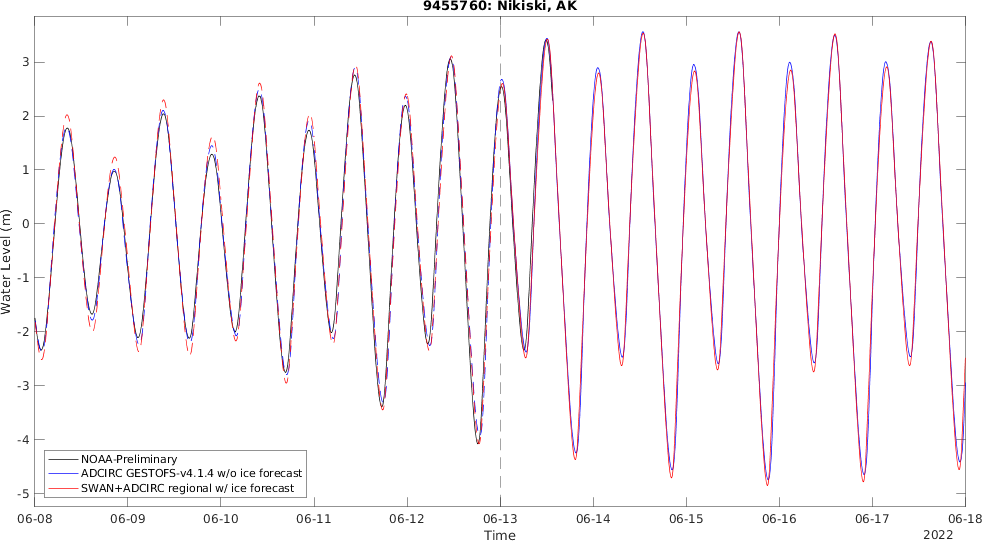 9455760: Nikiski, AK
Water Level (m)
3
2
1
0
-1
-2
-3
-4
-5
NOAA-Preliminary
ADCIRC GESTOFS-v4.1.4 w/o ice forecast
SWAN+ADCIRC regional w/ ice forecast
06-08 06-09 06-10 06-11 06-12 06-13 06-14 06-15 06-16 06-17 06-18
Time
2022